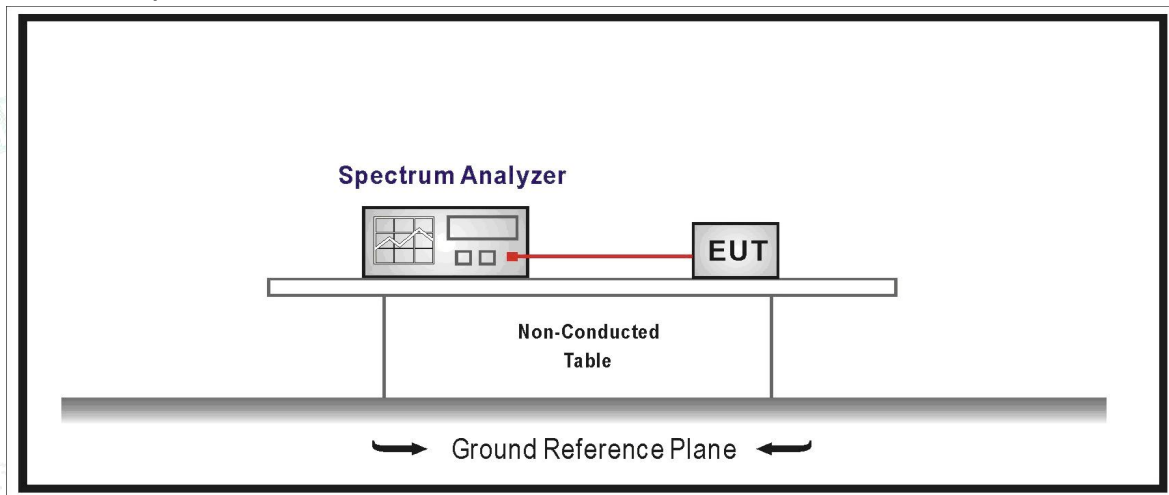 Spectrum Analyzer
EUT
Non-Conducted
Table
Ground Reference Plane